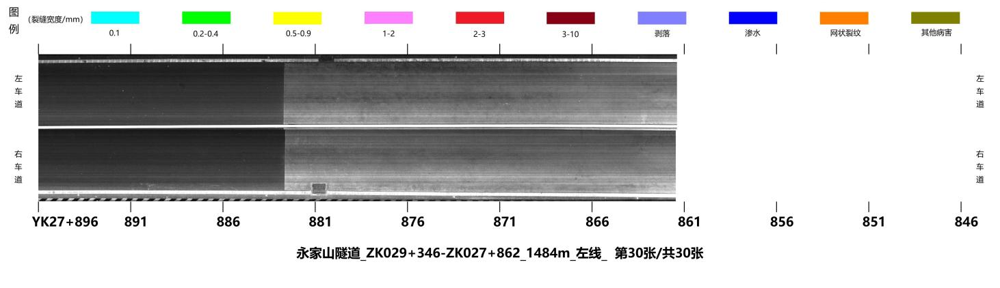 图例
(裂缝宽度/mm)
0.1 0.2-0.4 0.5-0.9 1-2 2-3 3-10 剥落 渗水 网状裂纹 其他病害
左车道 左车道
右车道 右车道
YK27+896 891 886 881 876 871 866 861 856 851 846
永家山隧道_ZK029+346-ZK027+862_1484m_左线_ 第30张/共30张